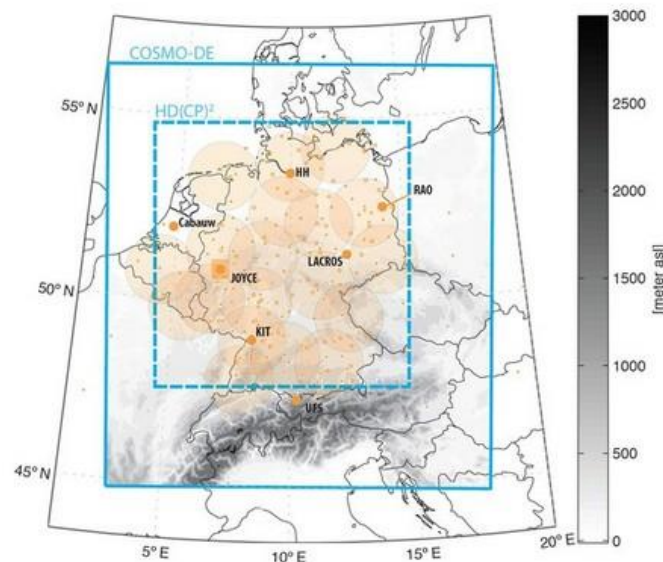 COSMO-DE
HD(CP)²
55° N
50° N
45° N
HH
RAO
Cabauw
LACROS
JOYCE
KIT
UFS
5° E
10° E
15° E
20° E
3000
2500
2000
1500
1000
500
0
[meter asl]